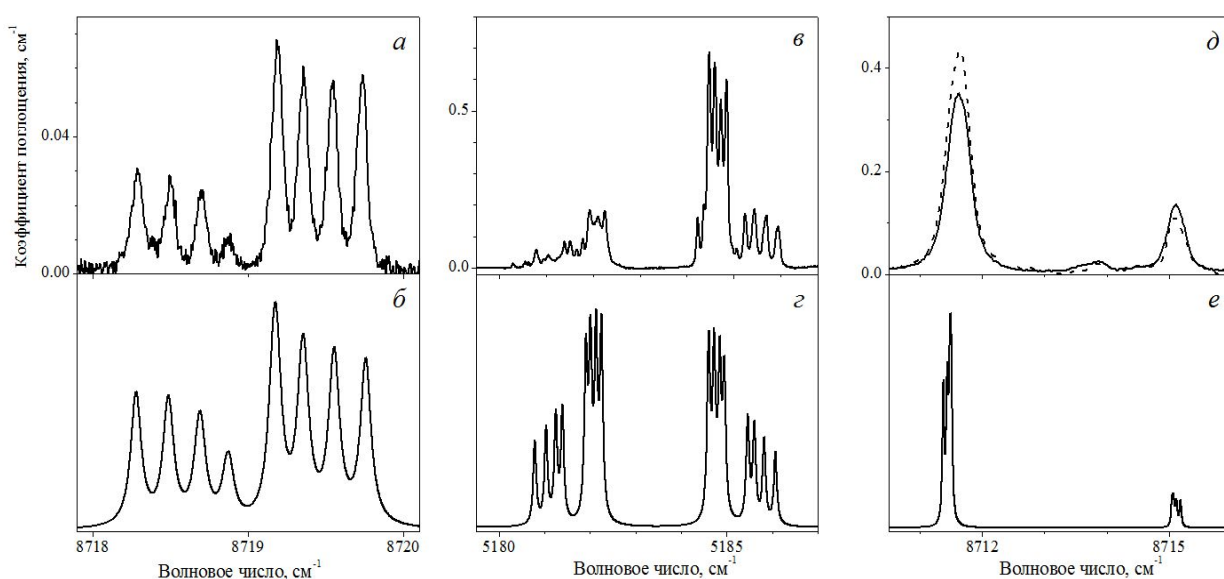 Коэффициент поглощения, см⁻¹
а
в
д
0.04
0.00
0.5
0.0
0.4
0.2
0.0
б
г
е
8718 8719 8720
5180 5185
8712 8715
Волновое число, см⁻¹
Волновое число, см⁻¹
Волновое число, см⁻¹